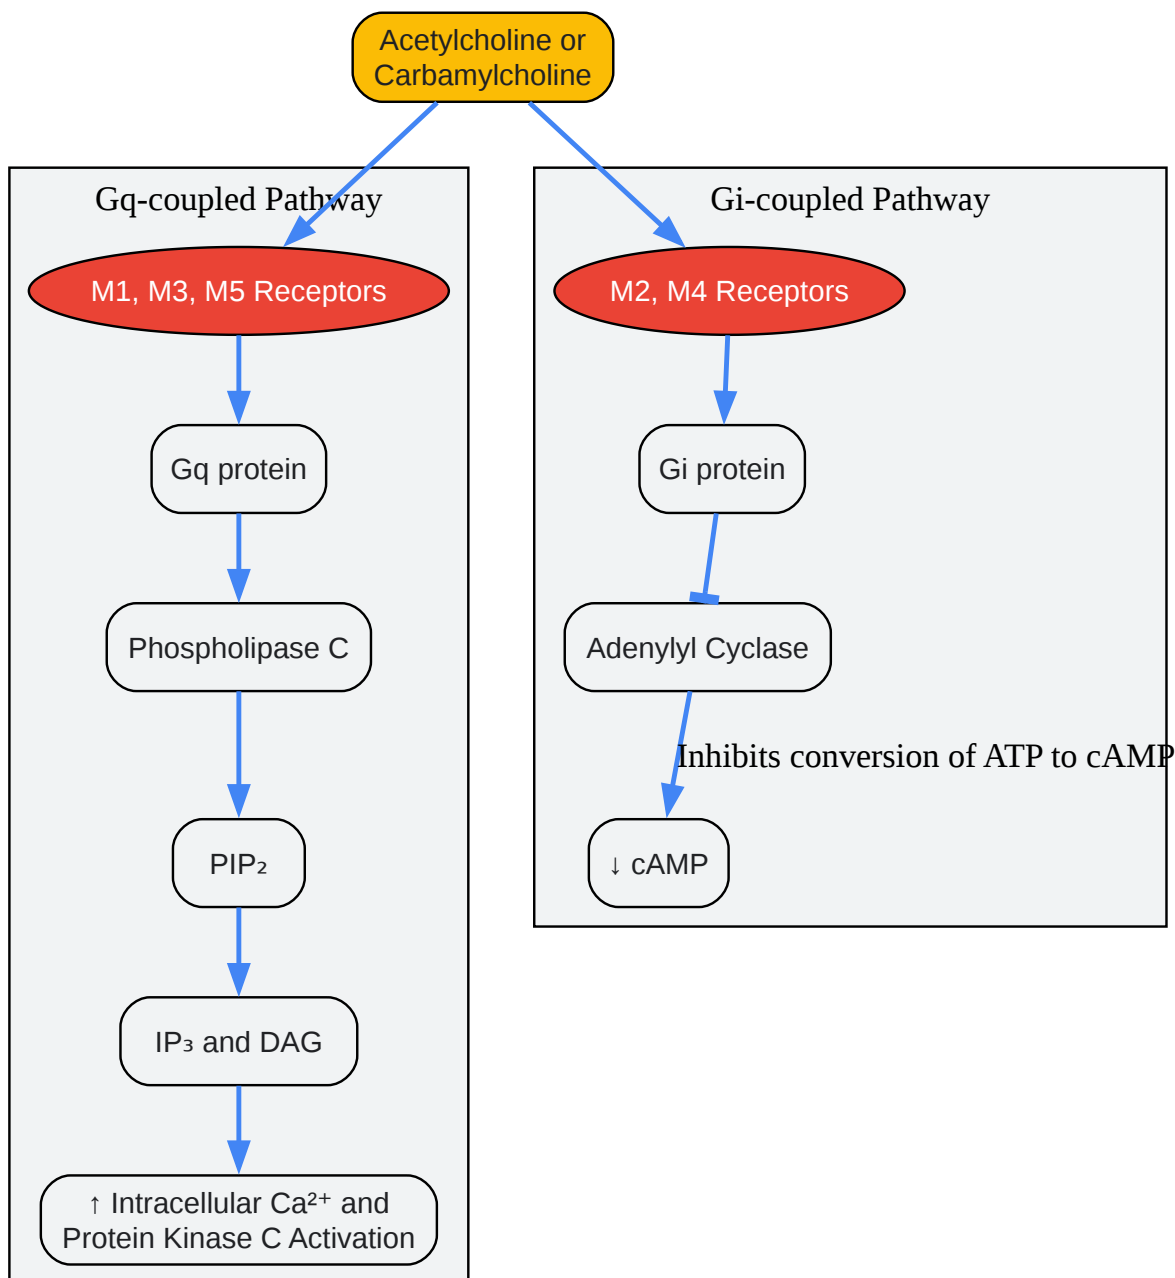 Acetylcholine or
Carbamylcholine
Gq-coupled Pathway
M1, M3, M5 Receptors
Gq protein
Phospholipase C
PIP₂
IP₃ and DAG
↑ Intracellular Ca²⁺ and
Protein Kinase C Activation
Gi-coupled Pathway
M2, M4 Receptors
Gi protein
Adenylyl Cyclase
Inhibits conversion of ATP to cAMP
↓ cAMP